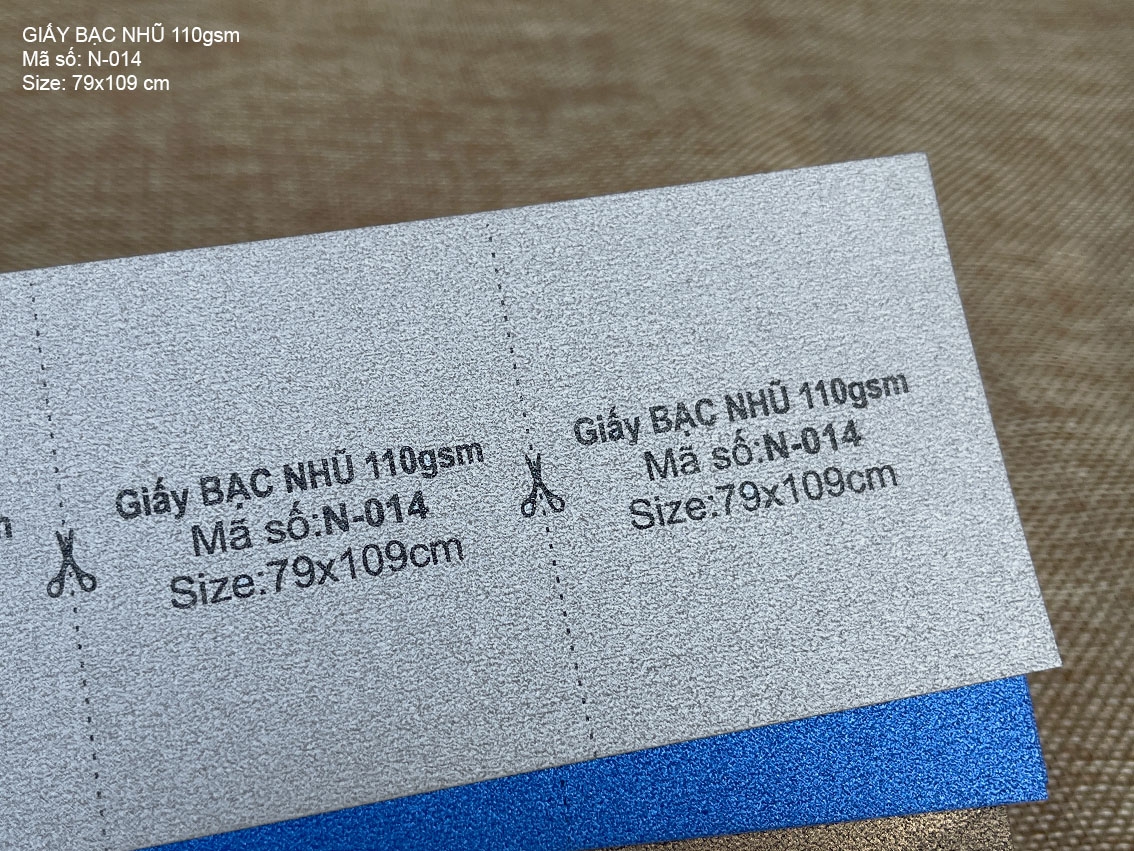 GIẤY BẠC NHŨ 110gsm
Mã số: N-014
Size: 79x109 cm
Giấy BẠC NHŨ 110gsm
Mã số:N-014
Size:79x109cm
Giấy BẠC NHŨ 110gsm
Mã số:N-014
Size:79x109cm